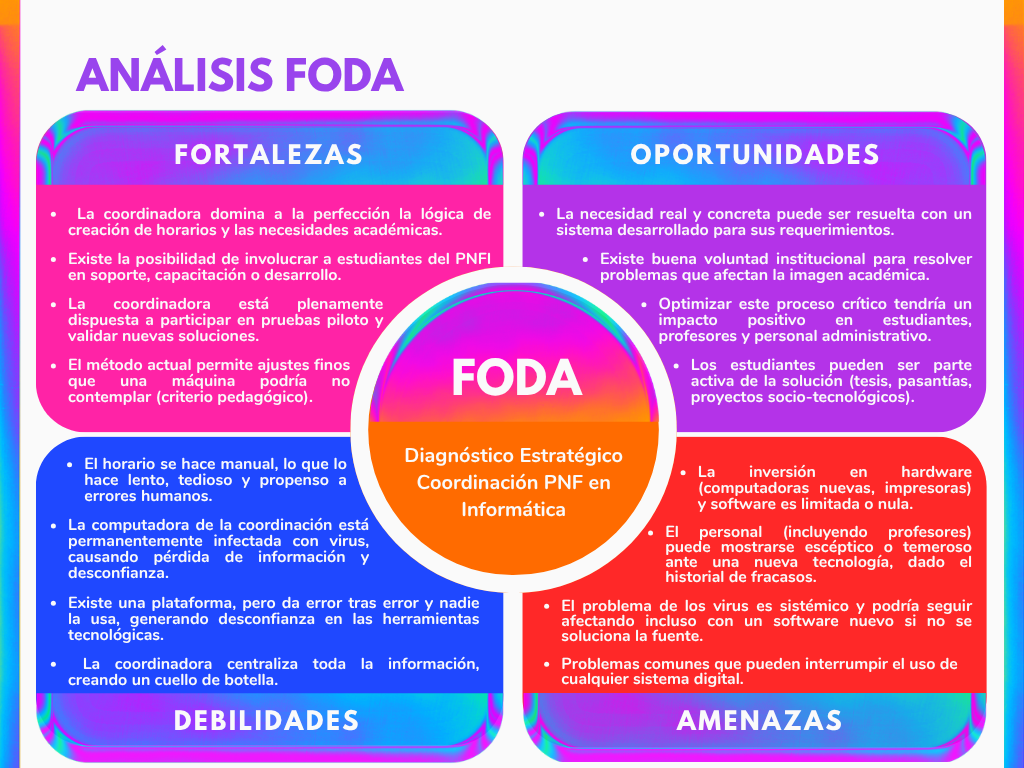 ANÁLISIS FODA
FORTALEZAS
• La coordinadora domina a la perfección la lógica de
creación de horarios y las necesidades académicas.
• Existe la posibilidad de involucrar a estudiantes del PNFI
en soporte, capacitación o desarrollo.
• La coordinadora está plenamente
dispuesta a participar en pruebas piloto y
validar nuevas soluciones.
• El método actual permite ajustes finos
que una máquina podría no
contemplar (criterio pedagógico).
OPORTUNIDADES
• La necesidad real y concreta puede ser resuelta con un
sistema desarrollado para sus requerimientos.
• Existe buena voluntad institucional para resolver
problemas que afectan la imagen académica.
• Optimizar este proceso crítico tendría un
impacto positivo en estudiantes,
profesores y personal administrativo.
• Los estudiantes pueden ser parte
activa de la solución (tesis, pasantías,
proyectos socio-tecnológicos).
FODA
Diagnóstico Estratégico
Coordinación PNF en
Informática
• El horario se hace manual, lo que lo
hace lento, tedioso y propenso a
errores humanos.
• La computadora de la coordinación está
permanentemente infectada con virus,
causando pérdida de información y
desconfianza.
• Existe una plataforma, pero da error tras error y nadie
la usa, generando desconfianza en las herramientas
tecnológicas.
• La coordinadora centraliza toda la información,
creando un cuello de botella.
DEBILIDADES
• La inversión en hardware
(computadoras nuevas, impresoras)
y software es limitada o nula.
• El personal (incluyendo profesores)
puede mostrarse escéptico o temeroso
ante una nueva tecnología, dado el
historial de fracasos.
• El problema de los virus es sistémico y podría seguir
afectando incluso con un software nuevo si no se
soluciona la fuente.
• Problemas comunes que pueden interrumpir el uso de
cualquier sistema digital.
AMENAZAS